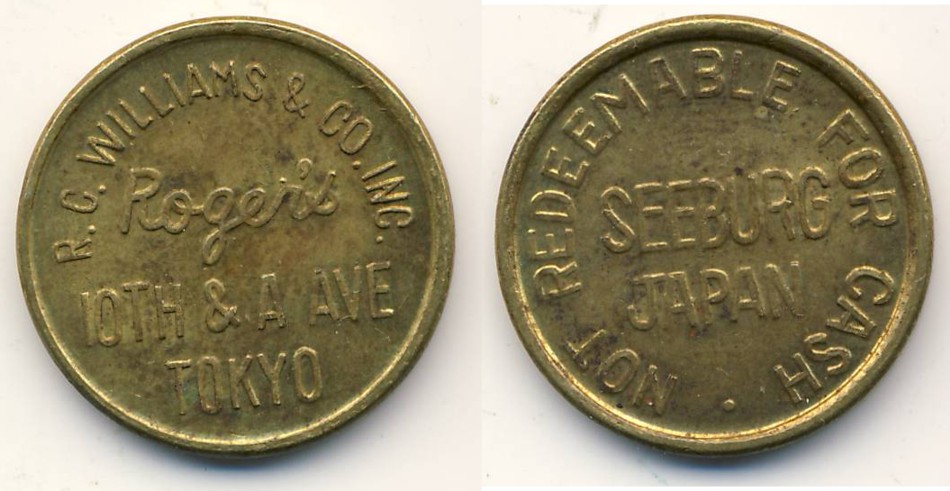 R. C. WILLIAMS & CO. INC.
Roger's
10TH & A AVE
TOKYO
NOT REDEEMABLE FOR CASH
SEEBURG
JAPAN